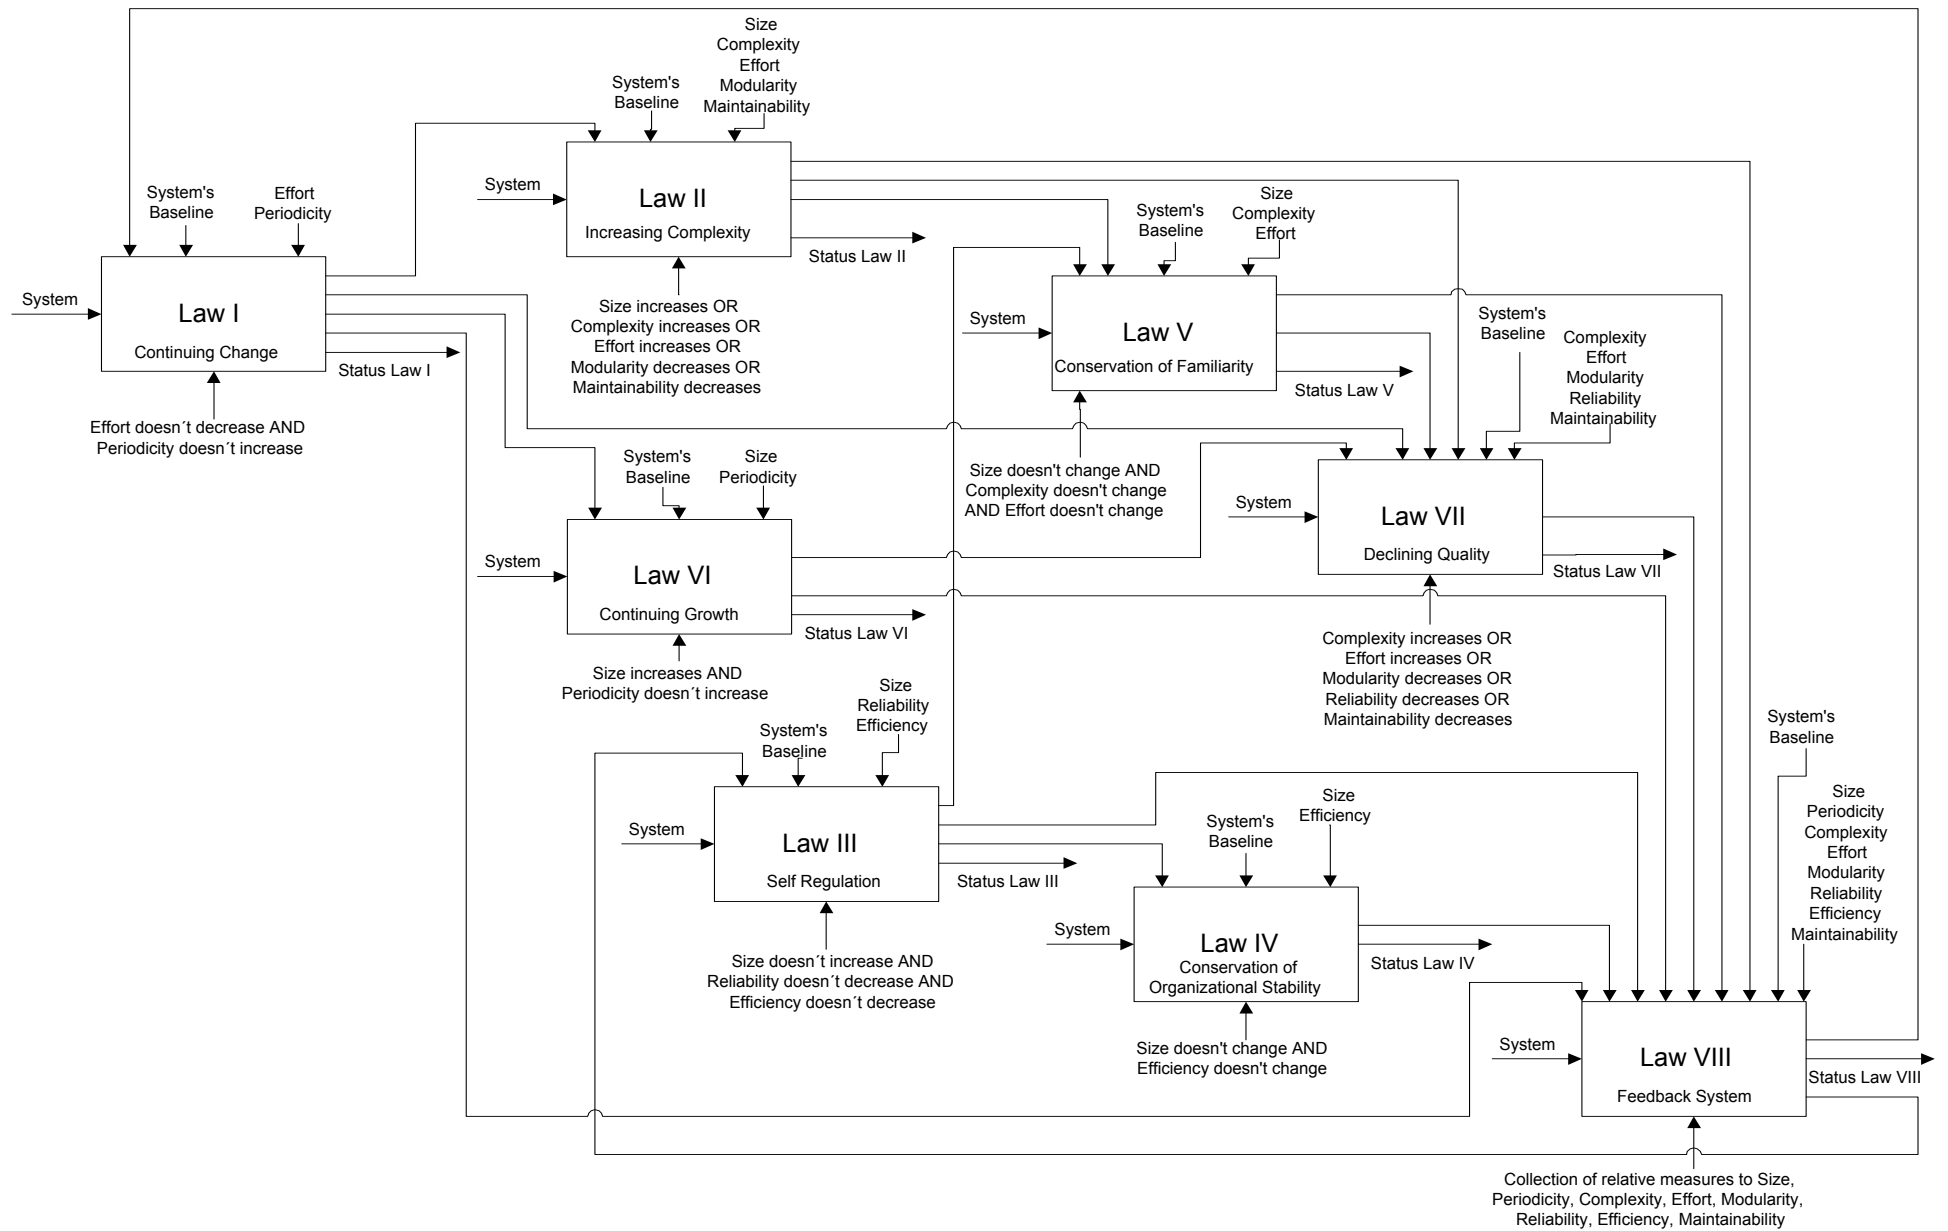 Size
Complexity
Effort
Modularity
Maintainability
System's
Baseline
System
Law II
Increasing Complexity
Status Law II
Size increases OR
Complexity increases OR
Effort increases OR
Modularity decreases OR
Maintainability decreases
System's
Baseline
Effort
Periodicity
System
Law I
Continuing Change
Status Law I
Effort doesn´t decrease AND
Periodicity doesn´t increase
System's
Baseline
Size
Complexity
Effort
System
Law V
Conservation of Familiarity
Status Law V
Size doesn't change AND
Complexity doesn't change
AND Effort doesn't change
System's
Baseline
Complexity
Effort
Modularity
Reliability
Maintainability
System
Law VII
Declining Quality
Status Law VII
Complexity increases OR
Effort increases OR
Modularity decreases OR
Reliability decreases OR
Maintainability decreases
System's
Baseline
Size
Periodicity
System
Law VI
Continuing Growth
Status Law VI
Size increases AND
Periodicity doesn´t increase
System's
Baseline
Size
Reliability
Efficiency
System
Law III
Self Regulation
Status Law III
Size doesn´t increase AND
Reliability doesn´t decrease AND
Efficiency doesn´t decrease
System's
Baseline
Size
Efficiency
System
Law IV
Conservation of
Organizational Stability
Status Law IV
Size doesn't change AND
Efficiency doesn't change
System's
Baseline
Size
Periodicity
Complexity
Effort
Modularity
Reliability
Efficiency
Maintainability
System
Law VIII
Feedback System
Status Law VIII
Collection of relative measures to Size,
Periodicity, Complexity, Effort, Modularity,
Reliability, Efficiency, Maintainability